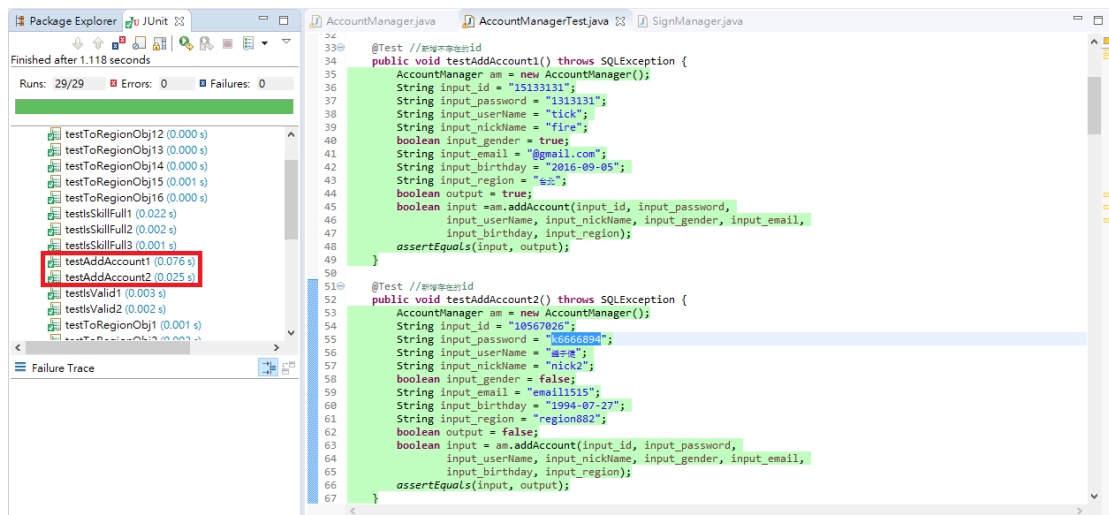 Package Explorer JUnit
Finished after 1.118 seconds
Runs: 29/29 Errors: 0 Failures: 0
testToRegionObj12 (0.000 s)
testToRegionObj13 (0.000 s)
testToRegionObj14 (0.000 s)
testToRegionObj15 (0.001 s)
testToRegionObj16 (0.000 s)
testIsSkillFull1 (0.022 s)
testIsSkillFull2 (0.002 s)
testIsSkillFull3 (0.001 s)
testAddAccount1 (0.076 s)
testAddAccount2 (0.025 s)
testIsValid1 (0.003 s)
testIsValid2 (0.002 s)
testToRegionObj1 (0.001 s)
testToRegionObj2 (0.002 s)
Failure Trace
AccountManager.java AccountManagerTest.java SignManager.java
32
33 @Test //新增不存在的id
34 public void testAddAccount1() throws SQLException {
35 AccountManager am = new AccountManager();
36 String input_id = "15133131";
37 String input_password = "1313131";
38 String input_userName = "tick";
39 String input_nickName = "fire";
40 boolean input_gender = true;
41 String input_email = "@gmail.com";
42 String input_birthday = "2016-09-05";
43 String input_region = "台北";
44 boolean output = true;
45 boolean input =am.addAccount(input_id, input_password,
46 input_userName, input_nickName, input_gender, input_email,
47 input_birthday, input_region);
48 assertEquals(input, output);
49 }
50
51 @Test //新增存在的id
52 public void testAddAccount2() throws SQLException {
53 AccountManager am = new AccountManager();
54 String input_id = "10567026";
55 String input_password = "k6666894";
56 String input_userName = "";
57 String input_nickName = "nick2";
58 boolean input_gender = false;
59 String input_email = "email1515";
60 String input_birthday = "1994-07-27";
61 String input_region = "region882";
62 boolean output = false;
63 boolean input = am.addAccount(input_id, input_password,
64 input_userName, input_nickName, input_gender, input_email,
65 input_birthday, input_region);
66 assertEquals(input, output);
67 }